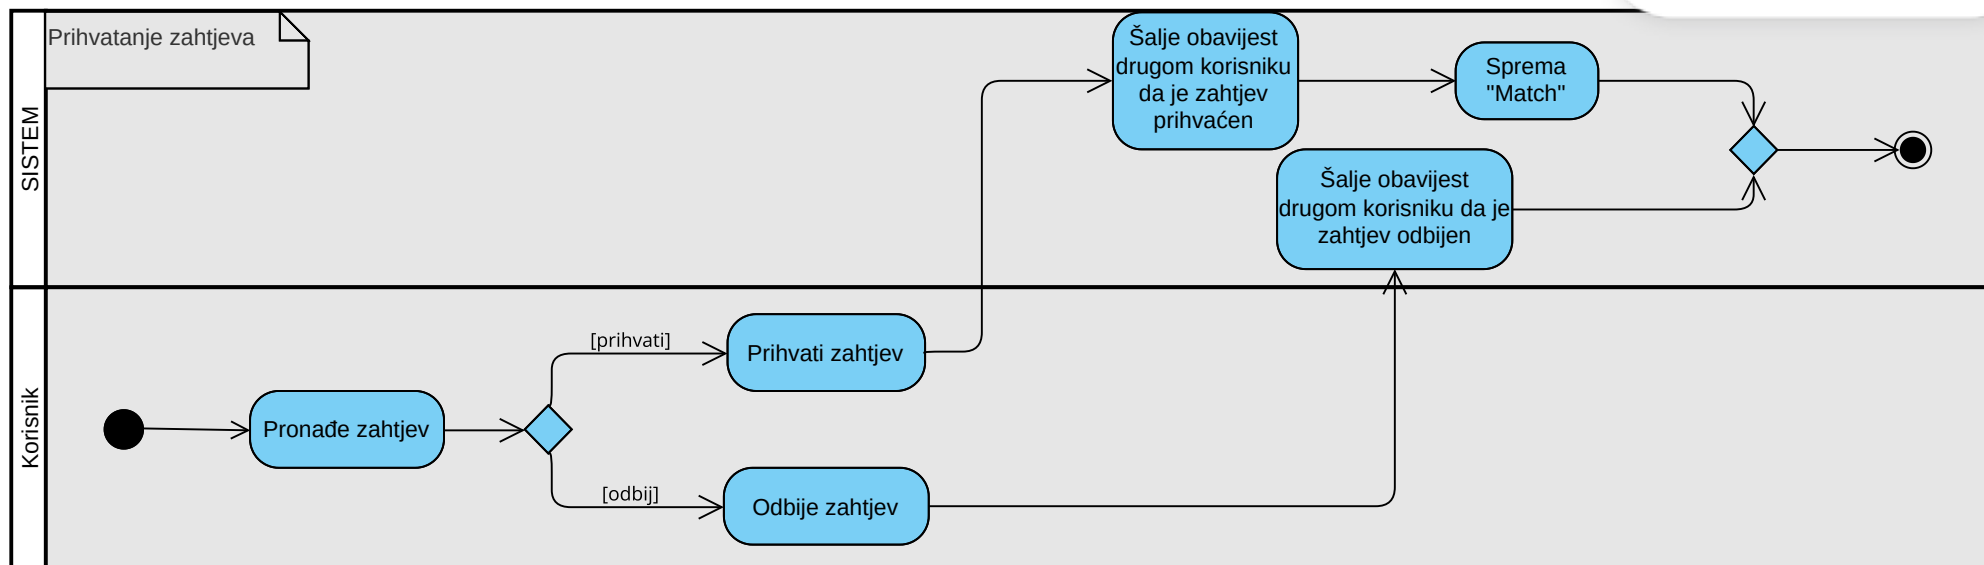 Prihvatanje zahtjeva
SISTEM
Šalje obavijest
drugom korisniku
da je zahtjev
prihvaćen
Sprema
"Match"
Šalje obavijest
drugom korisniku da je
zahtjev odbijen
Korisnik
Pronađe zahtjev
[prihvati]
Prihvati zahtjev
[odbij]
Odbije zahtjev